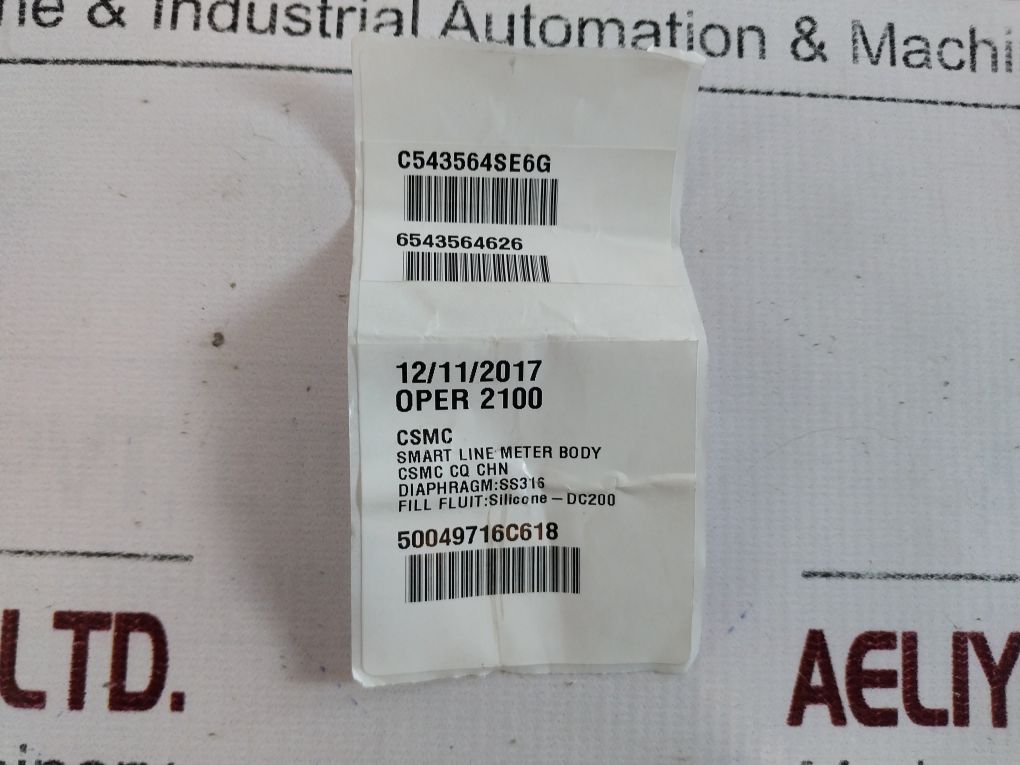 ne & Industrial Automation & Machi
C543564SE6G
6543564626
12/11/2017
OPER 2100
CSMC
SMART LINE METER BODY
CSMC CQ CHN
DIAPHRAGM:SS316
FILL FLUIT:Silicone - DC200
50049716C618
LTD.
AELIY